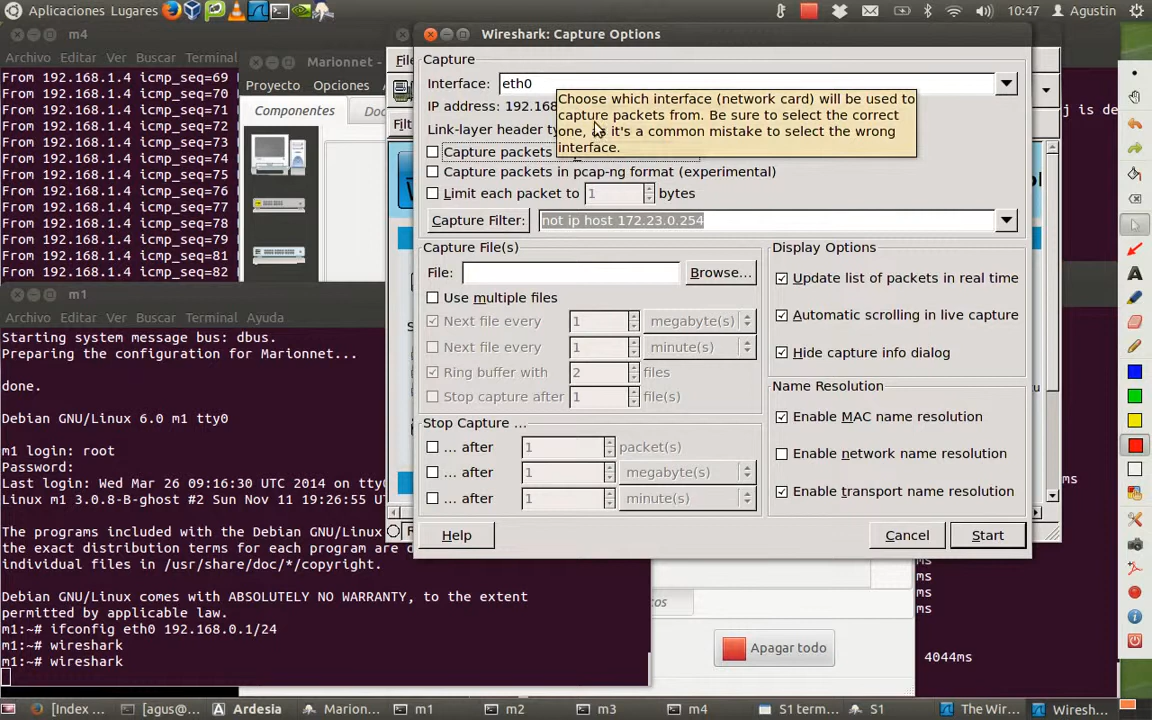 Aplicaciones Lugares
10:47 Agustin
m4
Archivo Editar Ver Buscar Terminal
From 192.168.1.4 icmp_seq=69
From 192.168.1.4 icmp_seq=70
From 192.168.1.4 icmp_seq=73
From 192.168.1.4 icmp_seq=74
From 192.168.1.4 icmp_seq=75
From 192.168.1.4 icmp_seq=76
From 192.168.1.4 icmp_seq=77
From 192.168.1.4 icmp_seq=78
From 192.168.1.4 icmp_seq=79
From 192.168.1.4 icmp_seq=80
From 192.168.1.4 icmp_seq=81
From 192.168.1.4 icmp_seq=82
Marionnet
Proyecto Opciones
Componentes
m1
Archivo Editar Ver Buscar Terminal Ayuda
Starting system message bus: dbus.
Preparing the configuration for Marionnet...
done.
Debian GNU/Linux 6.0 m1 tty0
m1 login: root
Password:
Last login: Wed Mar 26 09:16:30 UTC 2014 on tty
Linux m1 3.0.8-B-ghost #2 Sun Nov 11 19:26:55 UT
The programs included with the Debian GNU/Linux
the exact distribution terms for each program are
individual files in /usr/share/doc/*/copyright.
Debian GNU/Linux comes with ABSOLUTELY NO WARRANTY, to the extent
permitted by applicable law.
m1:~# ifconfig eth0 192.168.0.1/24
m1:~# wireshark
m1:~# wireshark
Wireshark: Capture Options
Capture
Interface: eth0
IP address: 192.168
Choose which interface (network card) will be used to
capture packets from. Be sure to select the correct
one, as it's a common mistake to select the wrong
interface.
Link-layer header
Capture packets
Capture packets in pcap-ng format (experimental)
Limit each packet to 1 bytes
Capture Filter: not ip host 172.23.0.254
Capture File(s)
File: Browse...
Use multiple files
Next file every 1 megabyte(s)
Next file every 1 minute(s)
Ring buffer with 2 files
Stop capture after 1 file(s)
Stop Capture ...
... after 1 packet(s)
... after 1 megabyte(s)
... after 1 minute(s)
Display Options
Update list of packets in real time
Automatic scrolling in live capture
Hide capture info dialog
Name Resolution
Enable MAC name resolution
Enable network name resolution
Enable transport name resolution
Help Cancel Start
j is the de
ms
ms
ms
ms
4044ms
Apagar todo
[Index ... [agus@... Ardesia Marion... m1 m2 m3 m4 S1 term... S1 The Wir... Wiresh...